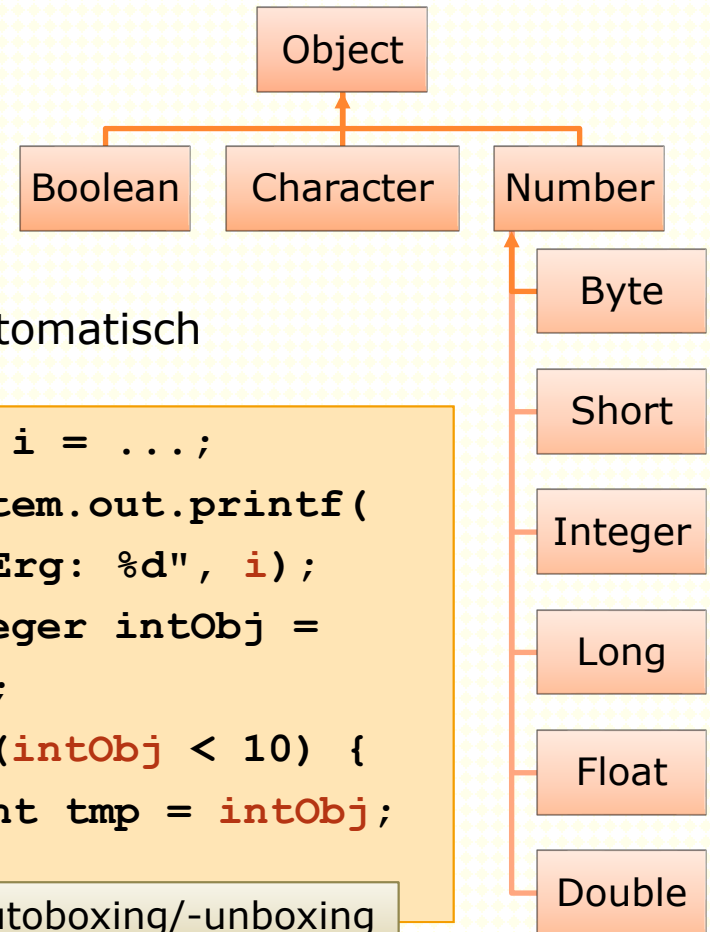 Object
Boolean Character Number
Byte
tomatisch
Short
i = ...;
tem.out.printf(
Erg: %d", i);
Integer
eger intObj =
;
Long
(intObj < 10) {
nt tmp = intObj;
Float
utoboxing/-unboxing
Double